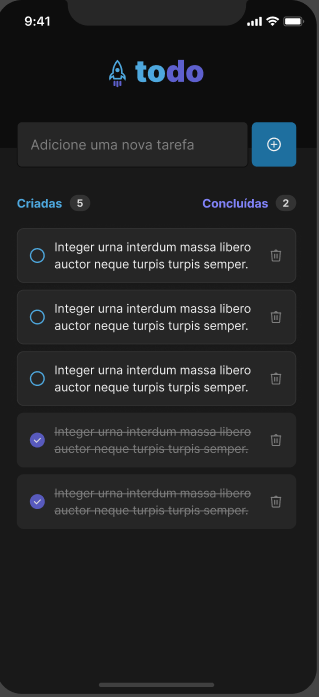 9:41
todo
Adicione uma nova tarefa
Criadas 5 Concluídas 2
Integer urna interdum massa libero
auctor neque turpis turpis semper.
Integer urna interdum massa libero
auctor neque turpis turpis semper.
Integer urna interdum massa libero
auctor neque turpis turpis semper.
Integer urna interdum massa libero
auctor neque turpis turpis semper.
Integer urna interdum massa libero
auctor neque turpis turpis semper.